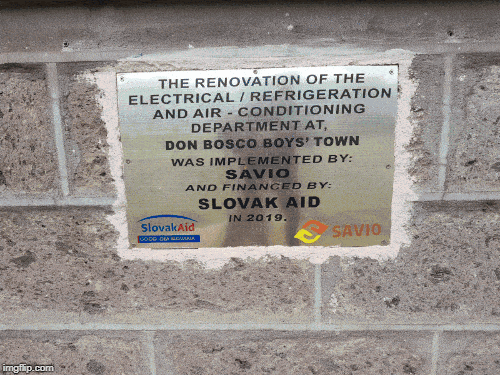 THE RENOVATION OF THE
ELECTRICAL / REFRIGERATION
AND AIR - CONDITIONING
DEPARTMENT AT,
DON BOSCO BOYS' TOWN
WAS IMPLEMENTED BY:
SAVIO
AND FINANCED BY:
SLOVAK AID
IN 2019.
SlovakAid
SAVIO
imgflip.com